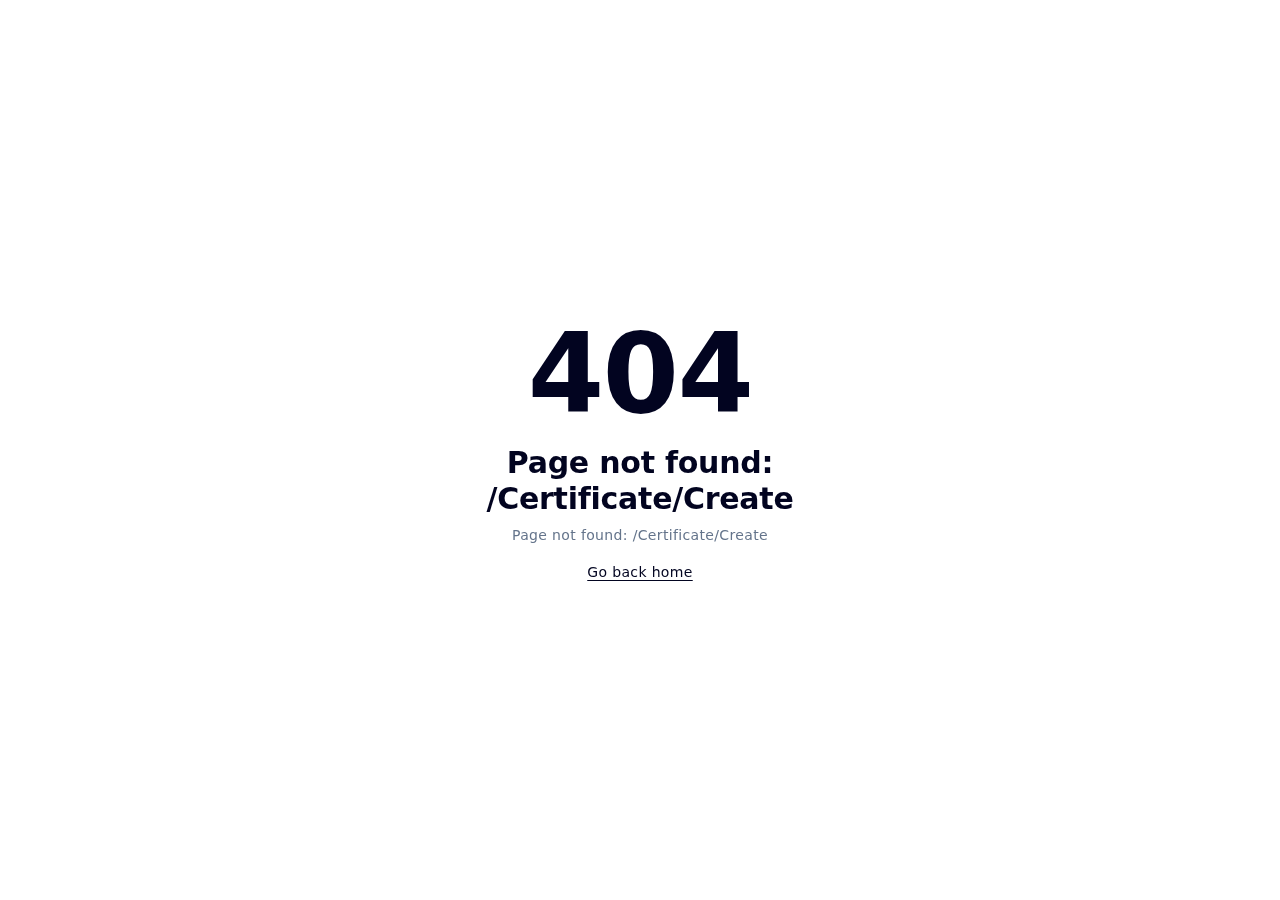 404
Page not found:
/Certificate/Create
Page not found: /Certificate/Create
Go back home